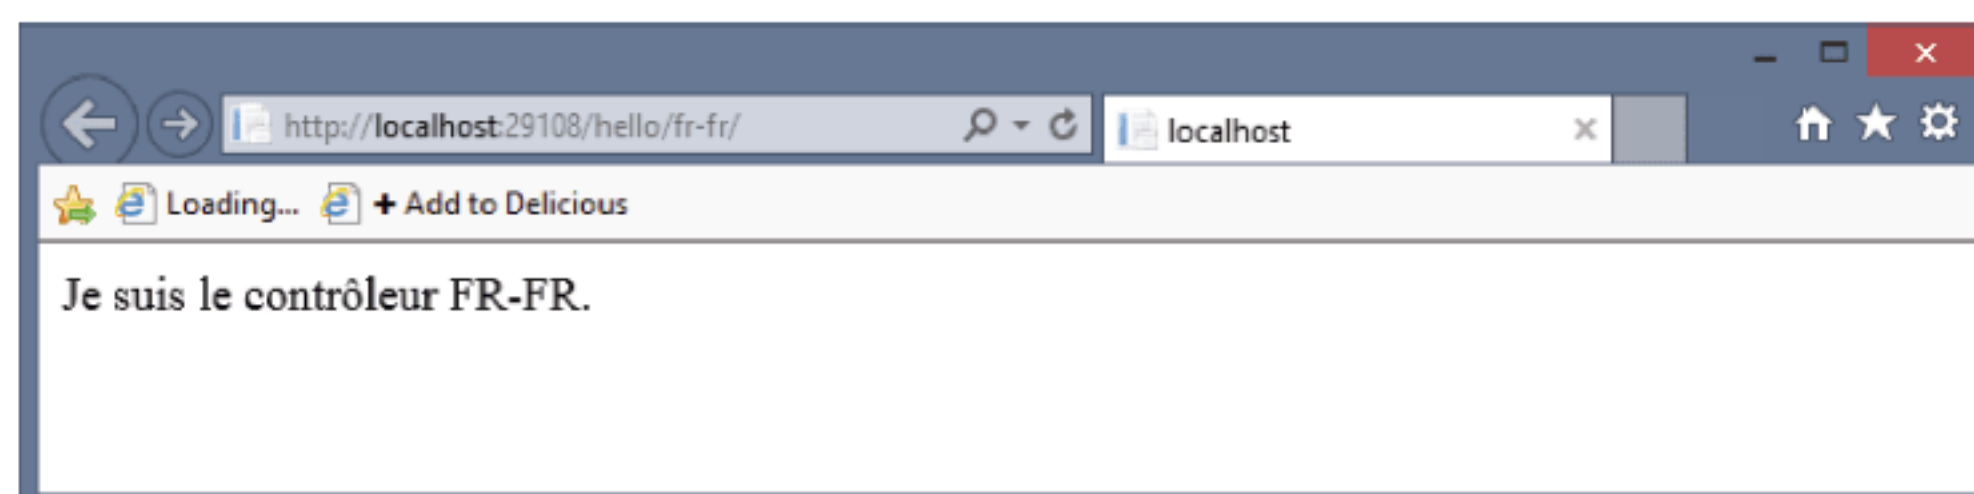 http://localhost:29108/hello/fr-fr/
localhost
Loading... + Add to Delicious
Je suis le contrôleur FR-FR.